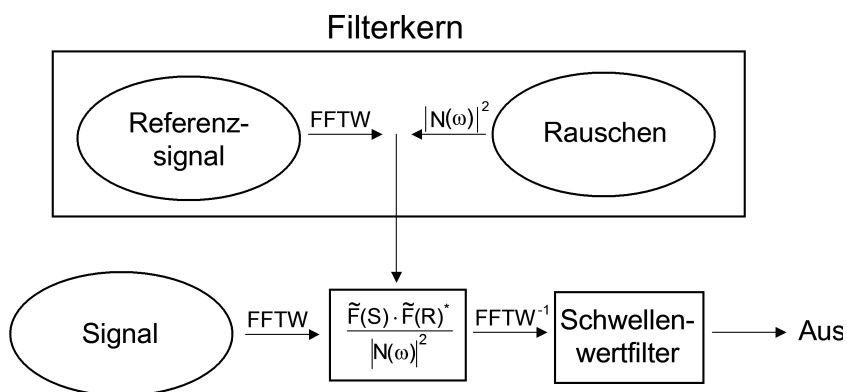 Filterkern
Referenz-
signal
FFTW
|N(ω)|²
Rauschen
Signal
FFTW
F̃(S)·F̃(R)*
|N(ω)|²
FFTW⁻¹
Schwellen-
wertfilter
Aus